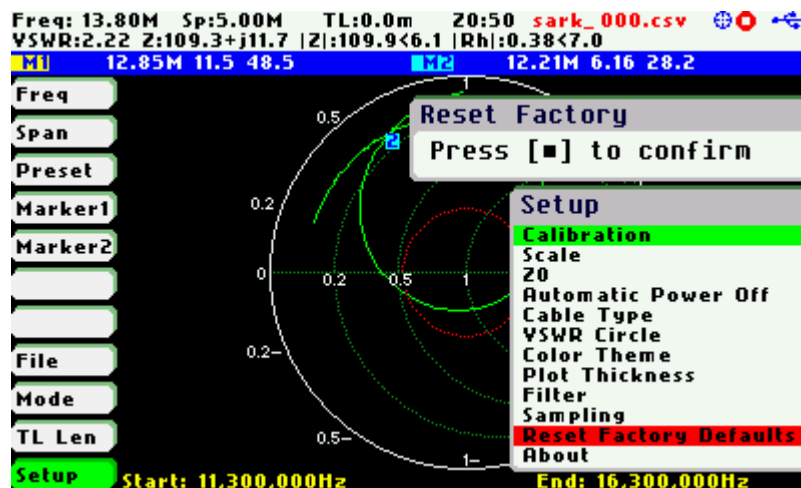 Freq: 13.80M Sp:5.00M TL:0.0m 20:50 sark_000.csv
VSWR:2.22 Z:109.3+j11.7 |Z|:109.9<6.1 |Rh|:0.38<7.0
M1 12.85M 11.5 48.5 M2 12.21M 6.16 28.2
Freq
Span
Preset
Marker1
Marker2
File
Mode
TL Len
Setup
1
0.5
2
0.2
0 0.2 0.5 1
0.2
0.5
1
Reset Factory
Press [■] to confirm
Setup
Calibration
Scale
Z0
Automatic Power Off
Cable Type
VSWR Circle
Color Theme
Plot Thickness
Filter
Sampling
Reset Factory Defaults
About
Start: 11,300,000Hz End: 16,300,000Hz